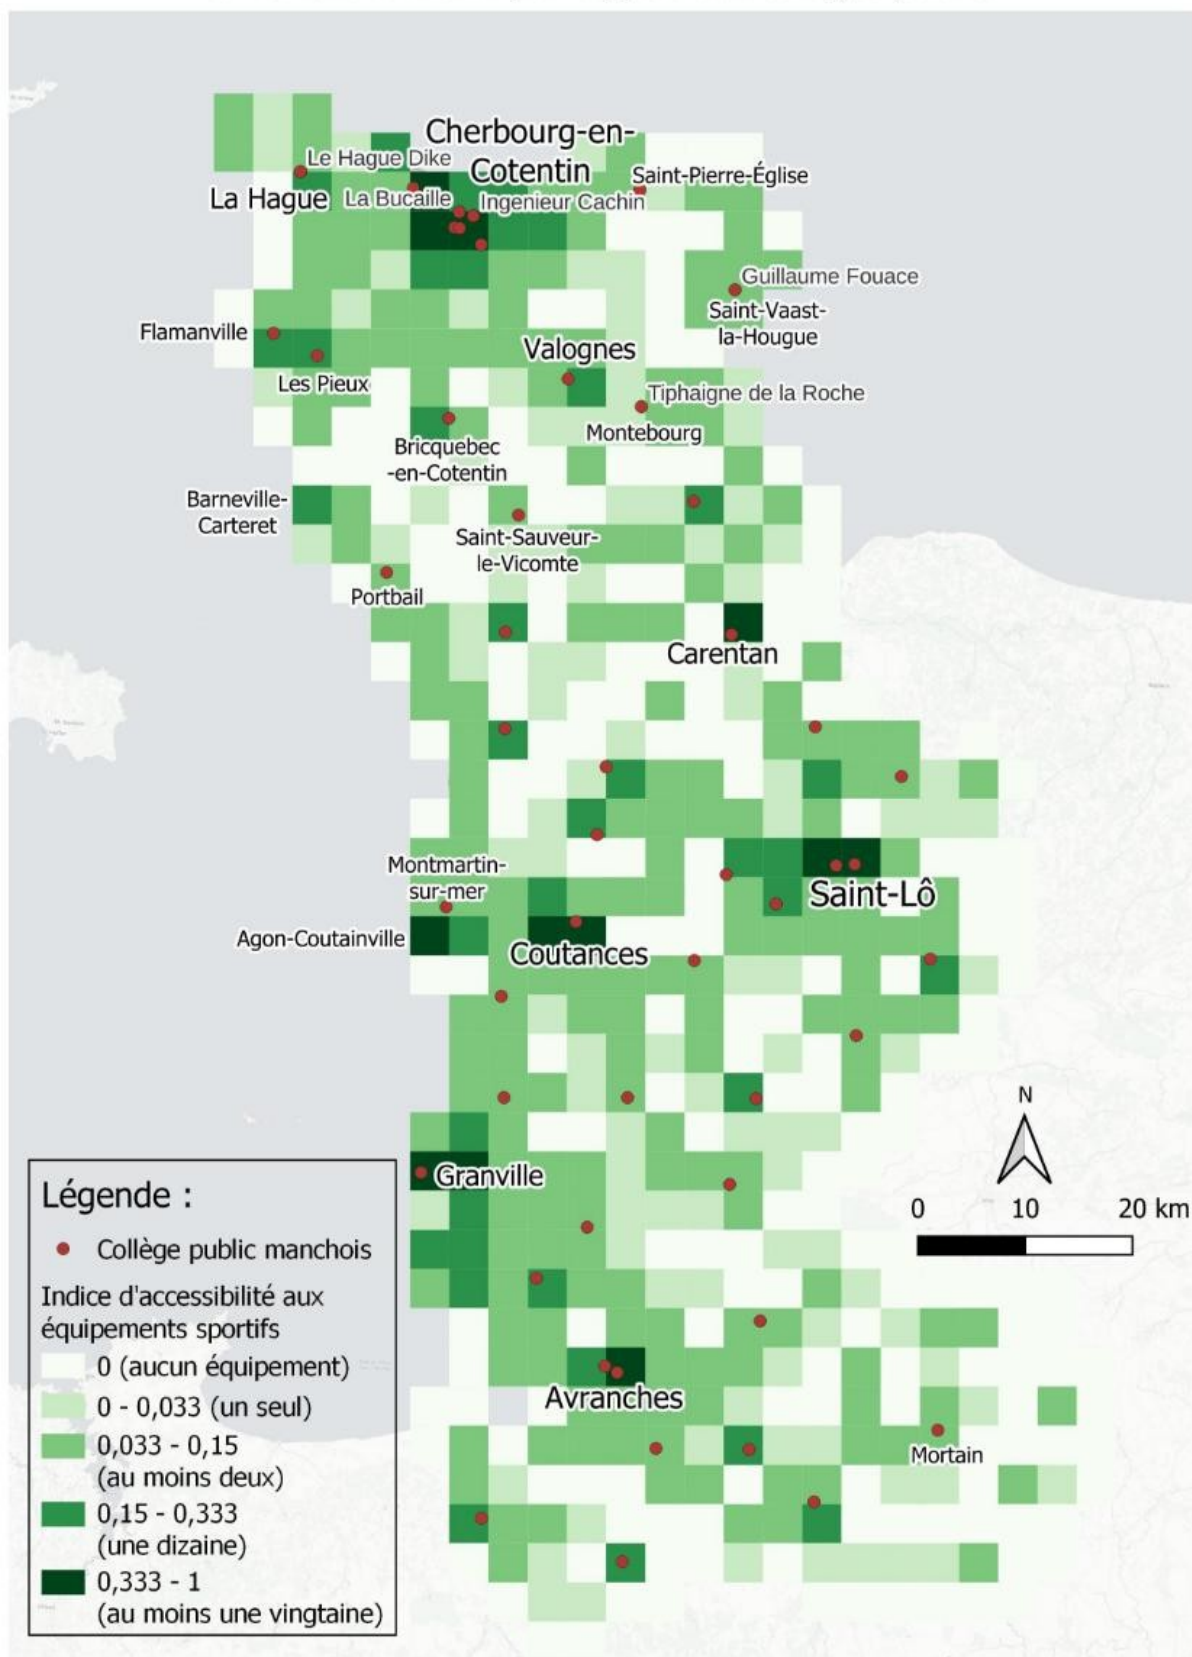 Cherbourg-en-
Cotentin
Le Hague Dike
Saint-Pierre-Église
La Hague
La Bucaille
Ingenieur Cachin
Guillaume Fouace
Saint-Vaast-
la-Hougue
Flamanville
Valognes
Les Pieux
Tiphaigne de la Roche
Montebourg
Bricquebec
-en-Cotentin
Barneville-
Carteret
Saint-Sauveur-
le-Vicomte
Portbail
Carentan
Montmartin-
sur-mer
Saint-Lô
Agon-Coutainville
Coutances
N
Granville
0 10 20 km
Légende :
Collège public manchois
Indice d'accessibilité aux
équipements sportifs
0 (aucun équipement)
0 - 0,033 (un seul)
0,033 - 0,15
(au moins deux)
0,15 - 0,333
(une dizaine)
0,333 - 1
(au moins une vingtaine)
Avranches
Mortain